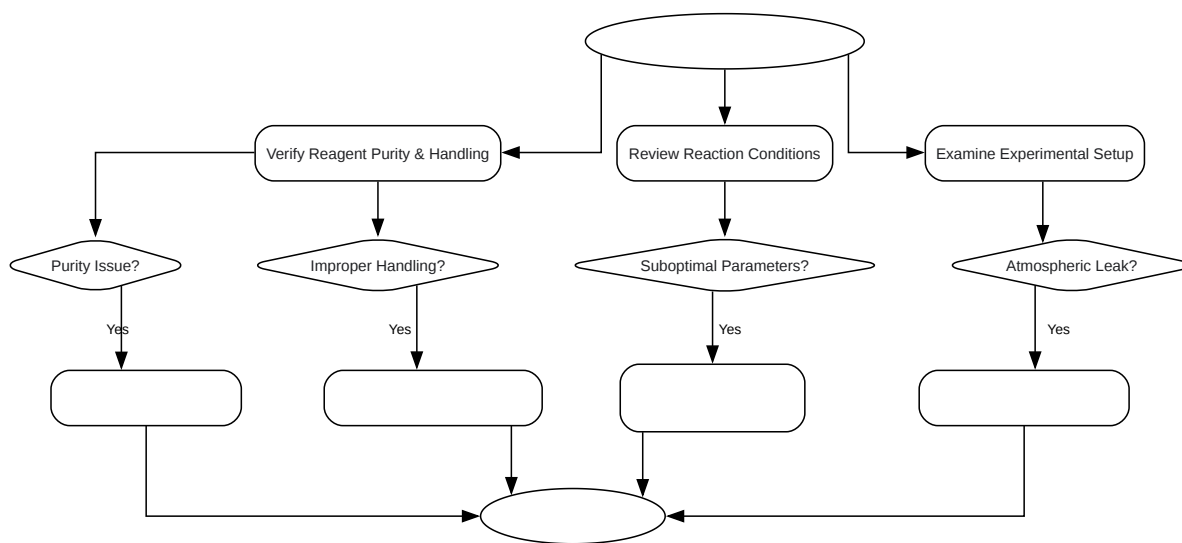 Verify Reagent Purity & Handling
Review Reaction Conditions
Examine Experimental Setup
Purity Issue?
Improper Handling?
Suboptimal Parameters?
Atmospheric Leak?
Yes
Yes
Yes
Yes